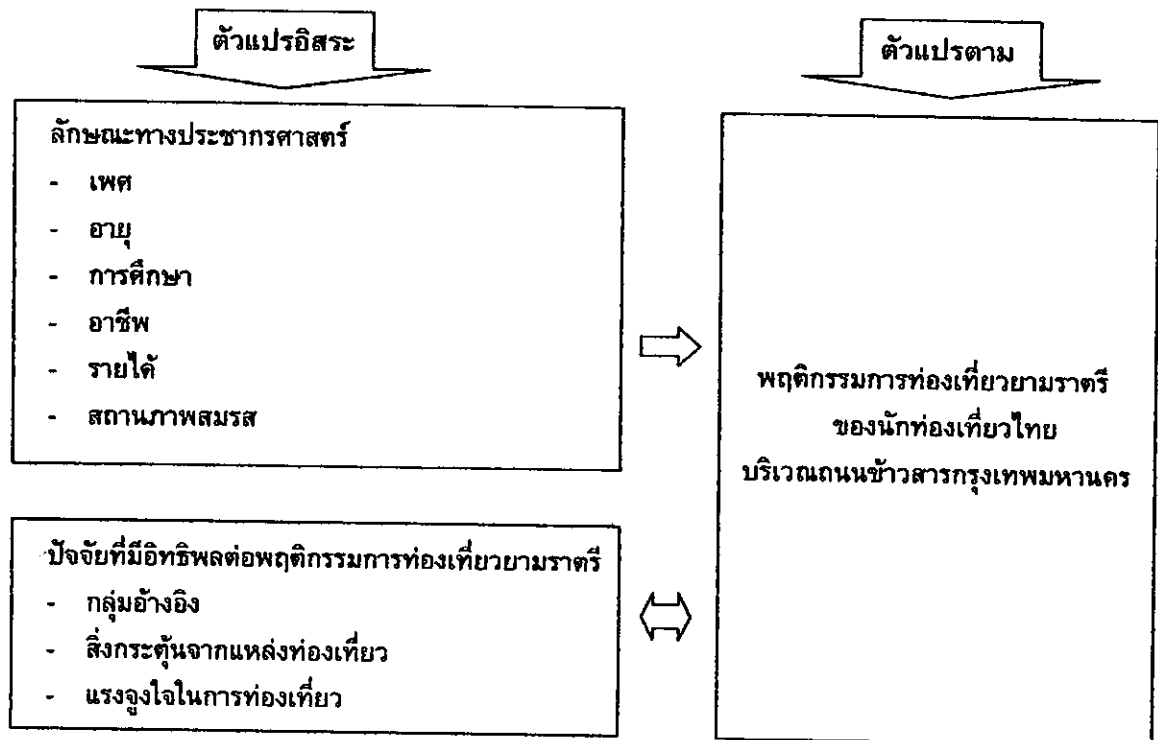 ตัวแปรอิสระ
ตัวแปรตาม
ลักษณะทางประชากรศาสตร์
- เพศ
- อายุ
- การศึกษา
- อาชีพ
- รายได้
- สถานภาพสมรส
ปัจจัยที่มีอิทธิพลต่อพฤติกรรมการท่องเที่ยวยามราตรี
- กลุ่มอ้างอิง
- สิ่งกระตุ้นจากแหล่งท่องเที่ยว
- แรงจูงใจในการท่องเที่ยว
พฤติกรรมการท่องเที่ยวยามราตรี
ของนักท่องเที่ยวไทย
บริเวณถนนข้าวสารกรุงเทพมหานคร